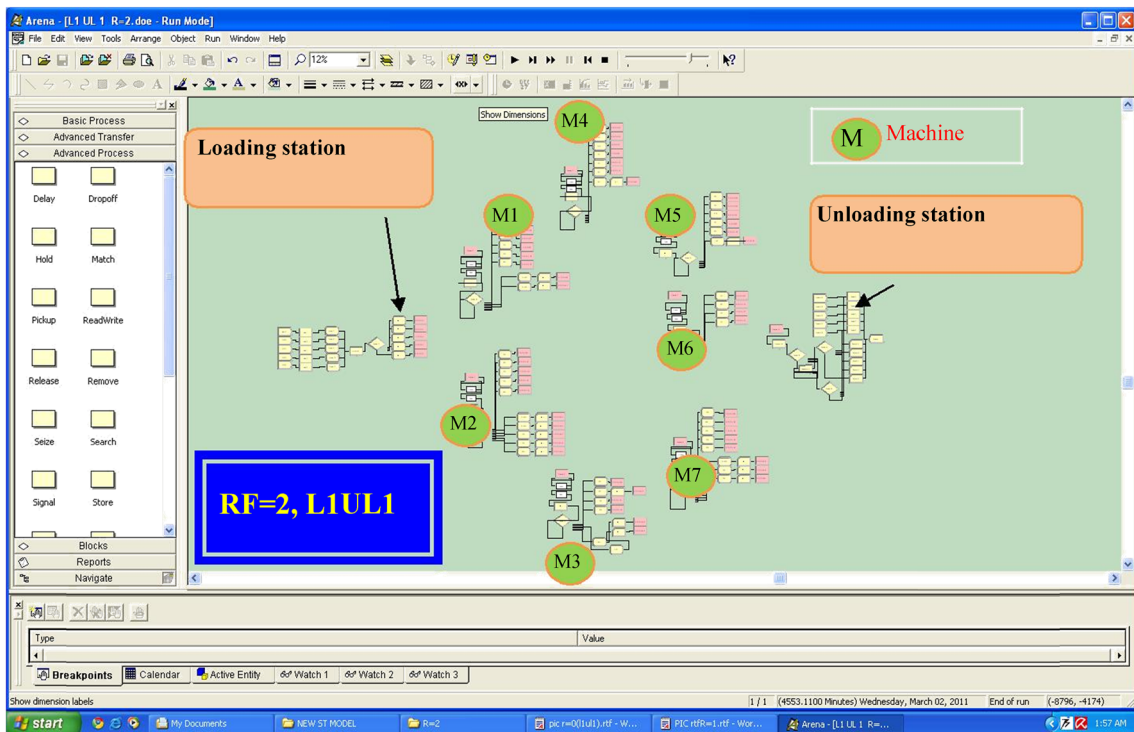 Arena - [L1 UL 1 R=2.doe - Run Mode]
File Edit View Tools Arrange Object Run Window Help
12%
Basic Process
Advanced Transfer
Advanced Process
Delay Dropoff
Hold Match
Pickup ReadWrite
Release Remove
Seize Search
Signal Store
Blocks
Reports
Navigate
Show Dimensions
M4
M Machine
Loading station
M1
M5
Unloading station
M6
M2
M7
RF=2, L1UL1
M3
Type Value
Breakpoints Calendar Active Entity Watch 1 Watch 2 Watch 3
Show dimension labels 1 / 1 (4553.1100 Minutes) Wednesday, March 02, 2011 End of run (-8796, -4174)
start My Documents NEW ST MODEL R=2 pic r=0(l1ul1).rtf - W... PIC rtfR=1.rtf - Wor... Arena - [L1 UL 1 R=... 1:57 AM